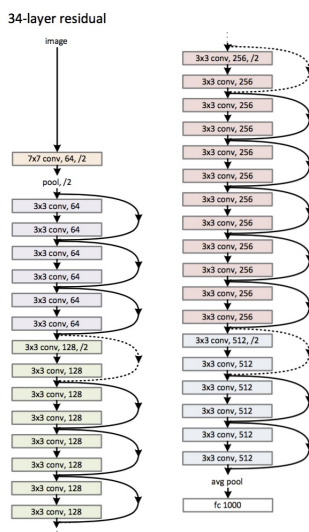 34-layer residual
image
7x7 conv, 64, /2
pool, /2
3x3 conv, 64
3x3 conv, 64
3x3 conv, 64
3x3 conv, 64
3x3 conv, 64
3x3 conv, 64
3x3 conv, 128, /2
3x3 conv, 128
3x3 conv, 128
3x3 conv, 128
3x3 conv, 128
3x3 conv, 128
3x3 conv, 128
3x3 conv, 128
3x3 conv, 256, /2
3x3 conv, 256
3x3 conv, 256
3x3 conv, 256
3x3 conv, 256
3x3 conv, 256
3x3 conv, 256
3x3 conv, 256
3x3 conv, 256
3x3 conv, 256
3x3 conv, 256
3x3 conv, 256
3x3 conv, 512, /2
3x3 conv, 512
3x3 conv, 512
3x3 conv, 512
3x3 conv, 512
3x3 conv, 512
avg pool
fc 1000